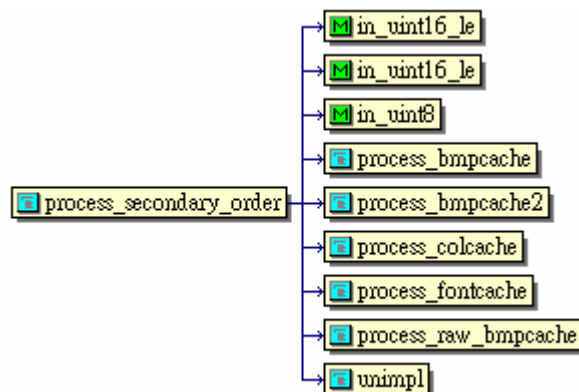 M in_uint16_le
M in_uint16_le
M in_uint8
process_bmpcache
process_secondary_order
process_bmpcache2
process_colcache
process_fontcache
process_raw_bmpcache
unimpl